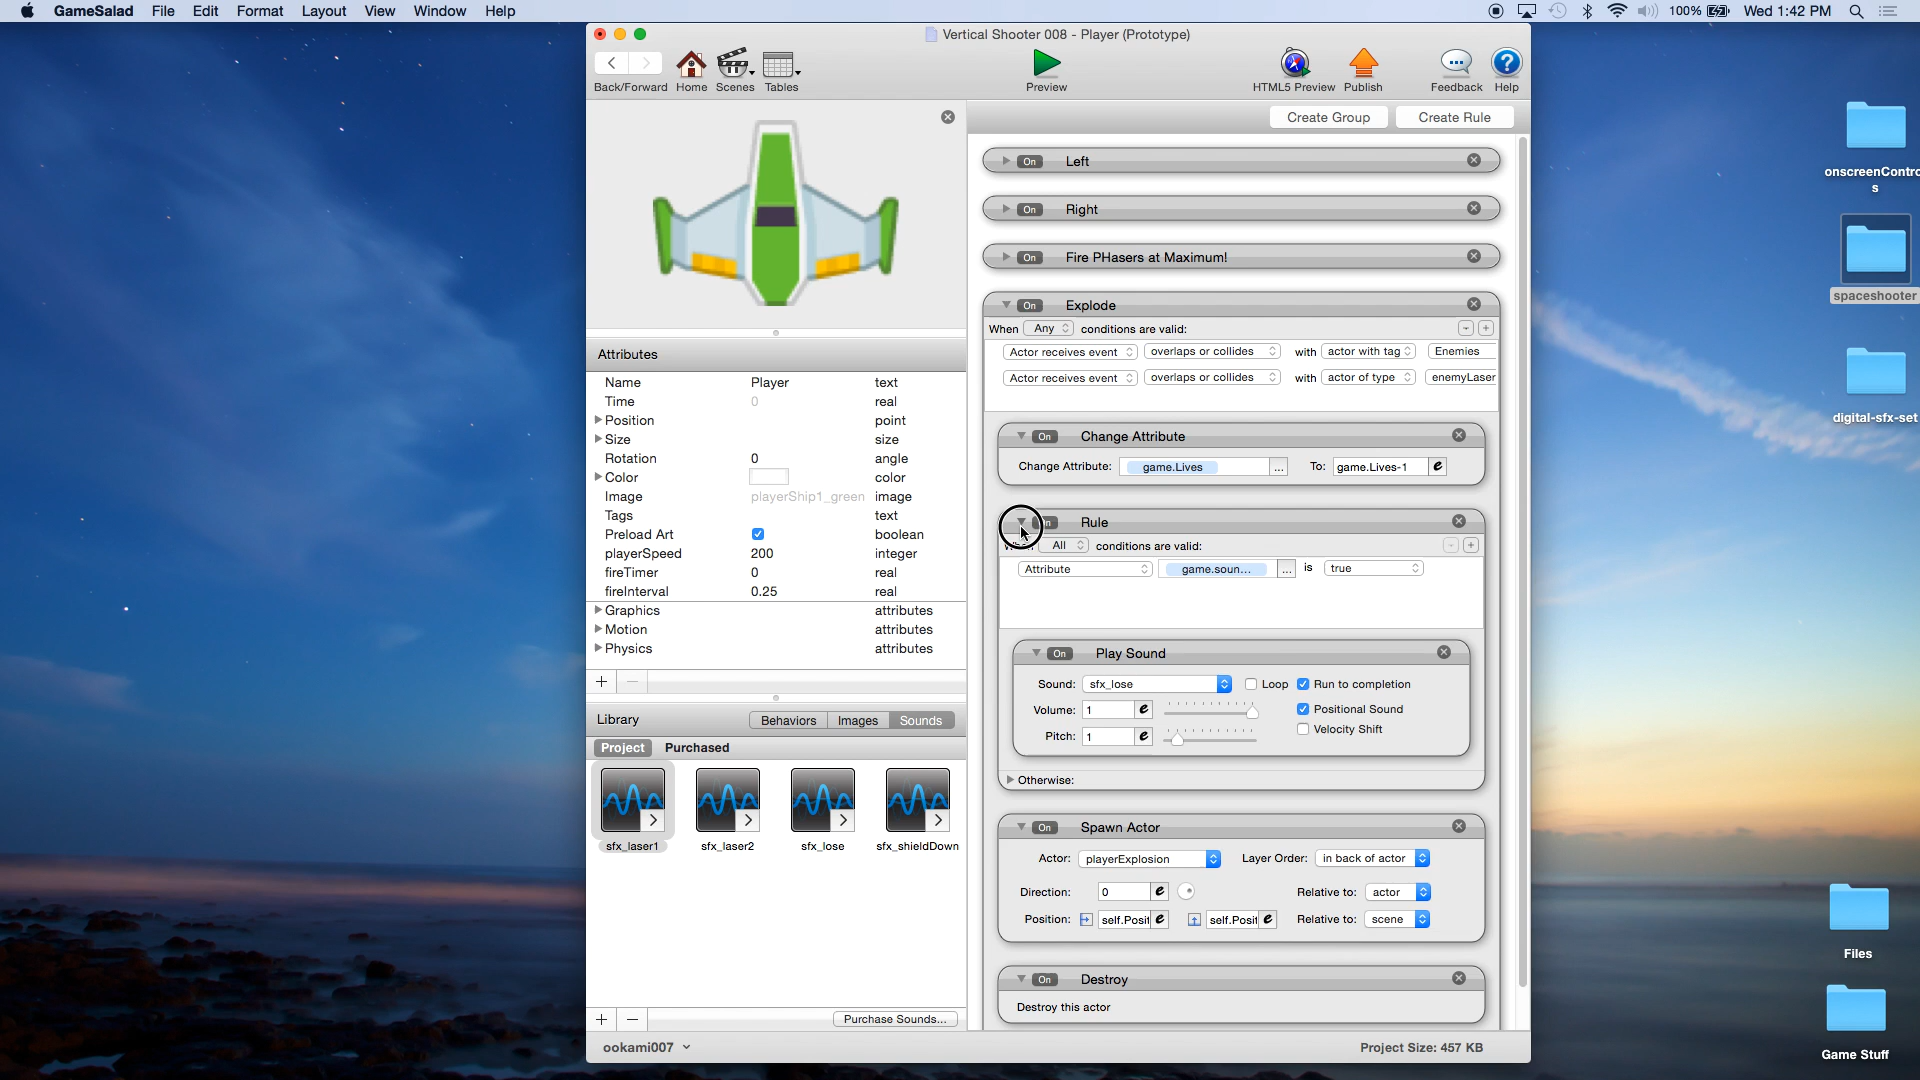 GameSalad File Edit Format Layout View Window Help
100% Wed 1:42 PM
Vertical Shooter 008 - Player (Prototype)
Back/Forward Home Scenes Tables Preview HTML5 Preview Publish Feedback Help
Create Group Create Rule
On Left
On Right
On Fire PHasers at Maximum!
On Explode
When Any conditions are valid:
Actor receives event overlaps or collides with actor with tag Enemies
Actor receives event overlaps or collides with actor of type enemyLaser
On Change Attribute
Change Attribute: game.Lives ... To: game.Lives-1 e
Rule
All conditions are valid:
Attribute game.soun... ... is true
On Play Sound
Sound: sfx_lose Loop Run to completion
Volume: 1 e Positional Sound
Velocity Shift
Pitch: 1 e
Otherwise:
On Spawn Actor
Actor: playerExplosion Layer Order: in back of actor
Direction: 0 e Relative to: actor
Position: self.Posit e self.Posit e Relative to: scene
On Destroy
Destroy this actor
Attributes
Name Player text
Time 0 real
Position point
Size size
Rotation 0 angle
Color color
Image playerShip1_green image
Tags text
Preload Art boolean
playerSpeed 200 integer
fireTimer 0 real
fireInterval 0.25 real
Graphics attributes
Motion attributes
Physics attributes
Library Behaviors Images Sounds
Project Purchased
sfx_laser1 sfx_laser2 sfx_lose sfx_shieldDown
Purchase Sounds...
ookami007 Project Size: 457 KB
onscreenContro
s
spaceshooter
digital-sfx-set
Files
Game Stuff